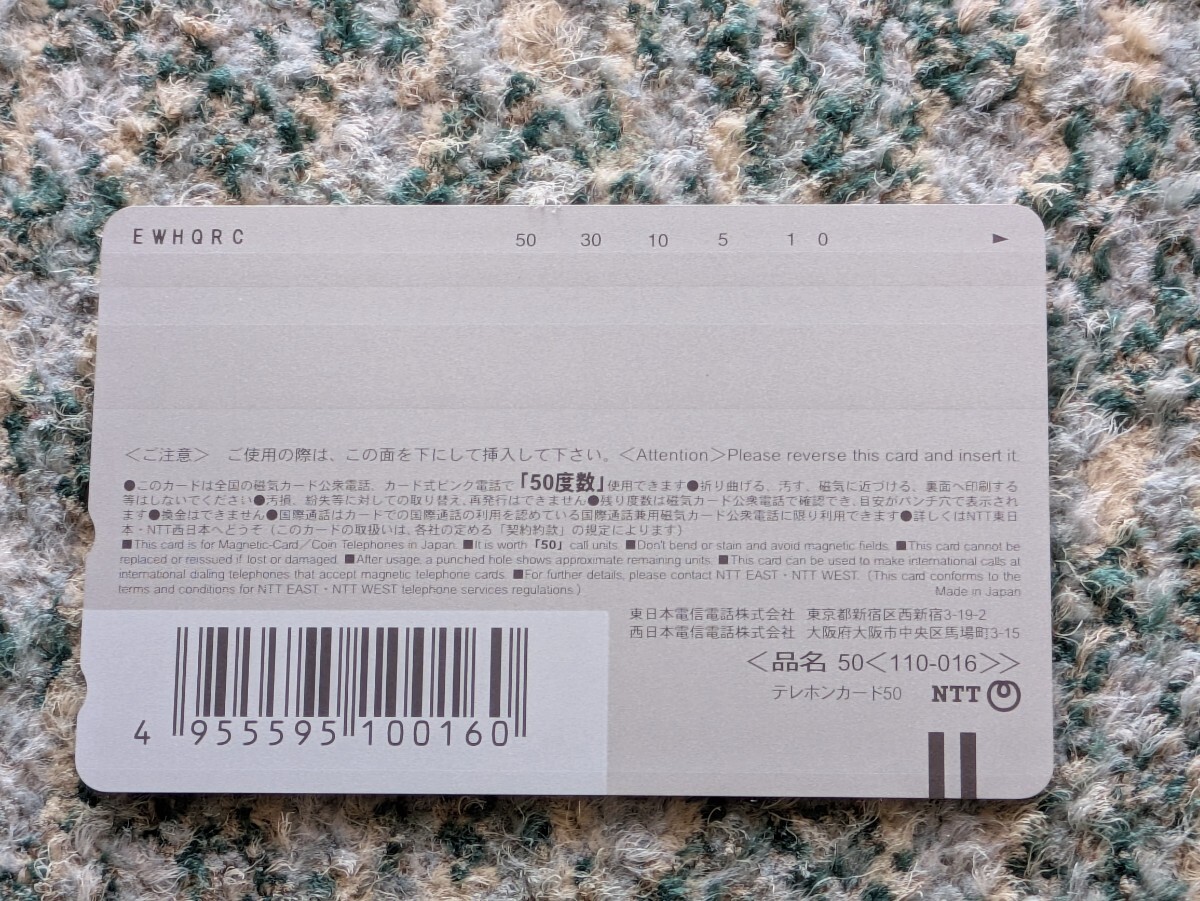 EWHQRC 50 30 10 5 1 0 ►
＜ご注意＞ ご使用の際は、この面を下にして挿入して下さい。＜Attention＞Please reverse this card and insert it.
●このカードは全国の磁気カード公衆電話、カード式ピンク電話で「50度数」使用できます●折り曲げる、汚す、磁気に近づける、裏面へ印刷する
等はしないでください●汚損、紛失等に対しての取り替え、再発行はできません●残り度数は磁気カード公衆電話で確認でき、目安がパンチ穴で表示され
ます●換金はできません●国際通話はカードでの国際通話の利用を認めている国際通話兼用磁気カード公衆電話に限り利用できます●詳しくはNTT東日
本・NTT西日本へどうぞ（このカードの取扱いは、各社の定める「契約約款」の規定によります）
■This card is for Magnetic-Card／Coin Telephones in Japan. ■It is worth「50」call units. ■Don't bend or stain and avoid magnetic fields. ■This card cannot be
replaced or reissued if lost or damaged. ■After usage, a punched hole shows approximate remaining units. ■This card can be used to make international calls at
international dialing telephones that accept magnetic telephone cards. ■For further details, please contact NTT EAST・NTT WEST.（This card conforms to the
terms and conditions for NTT EAST・NTT WEST telephone services regulations.） Made in Japan
東日本電信電話株式会社 東京都新宿区西新宿3-19-2
西日本電信電話株式会社 大阪府大阪市中央区馬場町3-15
＜品名 50＜110-016＞＞
テレホンカード50 NTT
4 955595 100160